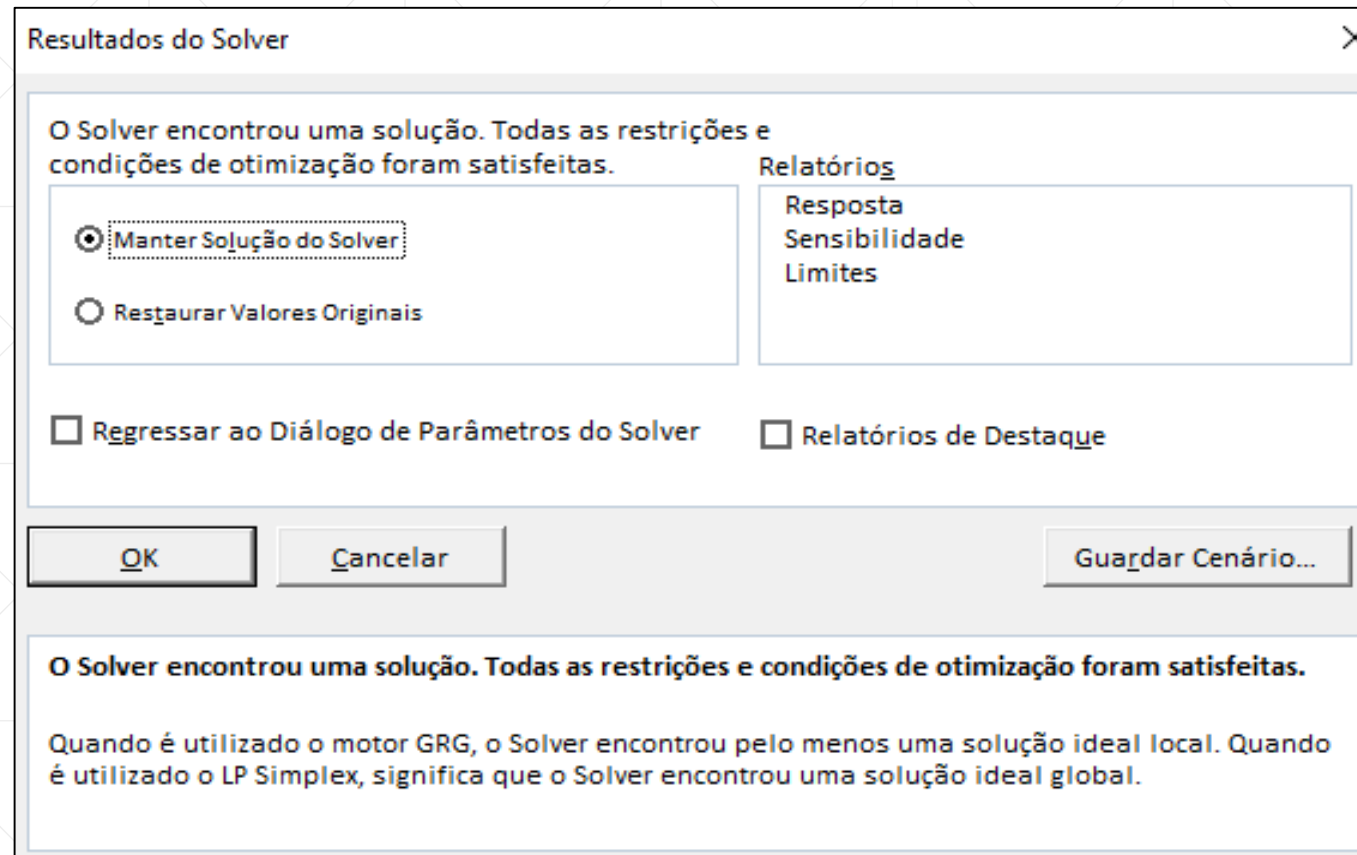 Resultados do Solver
O Solver encontrou uma solução. Todas as restrições e
condições de otimização foram satisfeitas.
Relatórios
Manter Solução do Solver
Restaurar Valores Originais
Resposta
Sensibilidade
Limites
Regressar ao Diálogo de Parâmetros do Solver
Relatórios de Destaque
OK
Cancelar
Guardar Cenário...
O Solver encontrou uma solução. Todas as restrições e condições de otimização foram satisfeitas.
Quando é utilizado o motor GRG, o Solver encontrou pelo menos uma solução ideal local. Quando
é utilizado o LP Simplex, significa que o Solver encontrou uma solução ideal global.